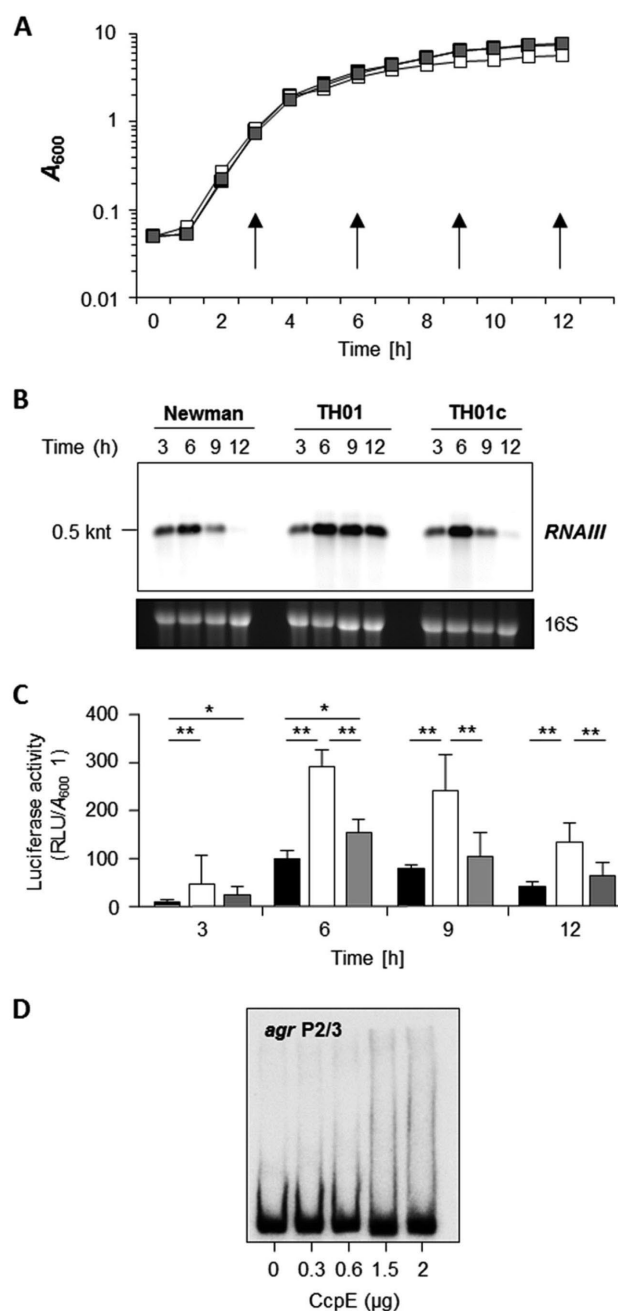 A
10
1
0.1
0.01
A600
0 2 4 6 8 10 12
Time [h]
B
Newman TH01 TH01c
Time (h) 3 6 9 12 3 6 9 12 3 6 9 12
0.5 knt RNAIII
16S
C
400
300
200
100
0
Luciferase activity
(RLU/A600 1)
* *
** ** ** ** ** ** **
3 6 9 12
Time [h]
D
agr P2/3
0 0.3 0.6 1.5 2
CcpE (µg)